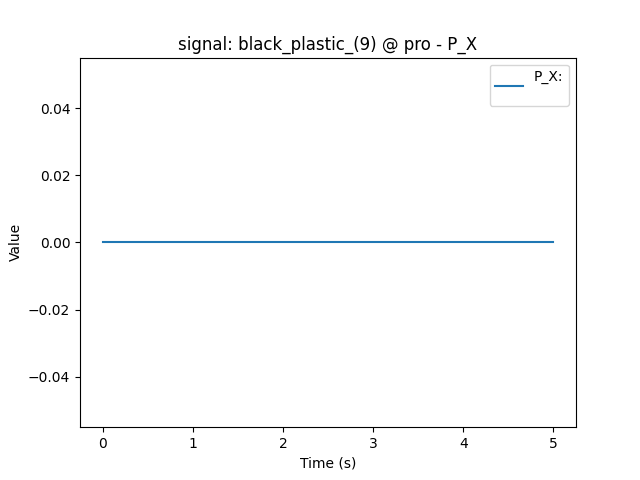 signal: black_plastic_(9) @ pro - P_X
P_X:
0.04
0.02
0.00
−0.02
−0.04
Value
0 1 2 3 4 5
Time (s)